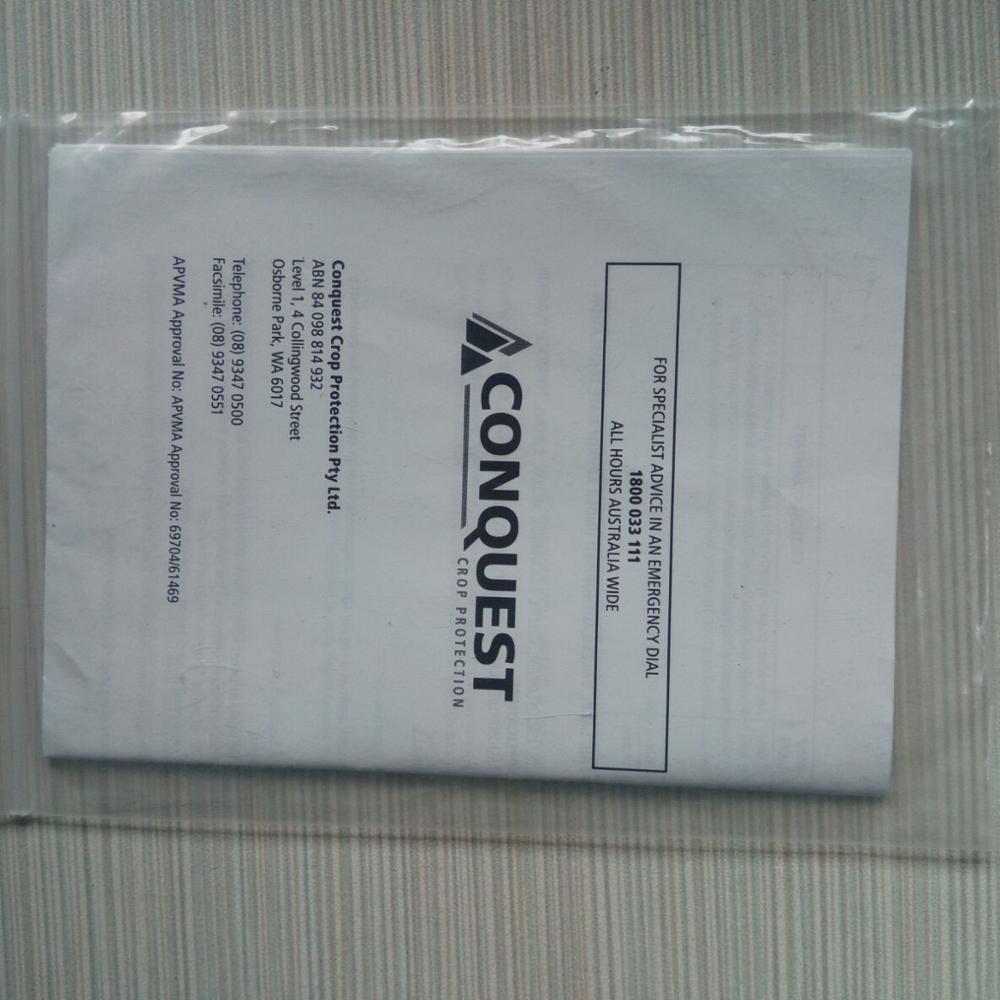 FOR SPECIALIST ADVICE IN AN EMERGENCY DIAL
1800 033 111
ALL HOURS AUSTRALIA WIDE
CONQUEST
CROP PROTECTION
Conquest Crop Protection Pty Ltd.
ABN 84 098 814 932
Level 1, 4 Collingwood Street
Osborne Park, WA 6017
Telephone: (08) 9347 0500
Facsimile: (08) 9347 0551
APVMA Approval No: APVMA Approval No: 69704/61469